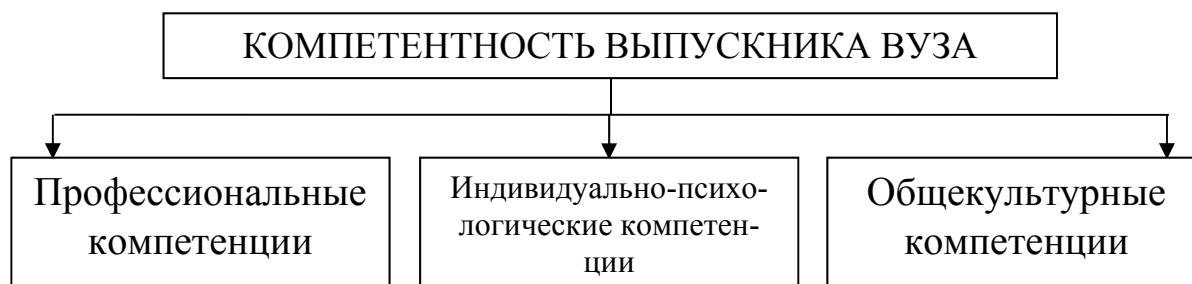 КОМПЕТЕНТНОСТЬ ВЫПУСКНИКА ВУЗА
Профессиональные
компетенции
Индивидуально-психо-
логические компетен-
ции
Общекультурные
компетенции